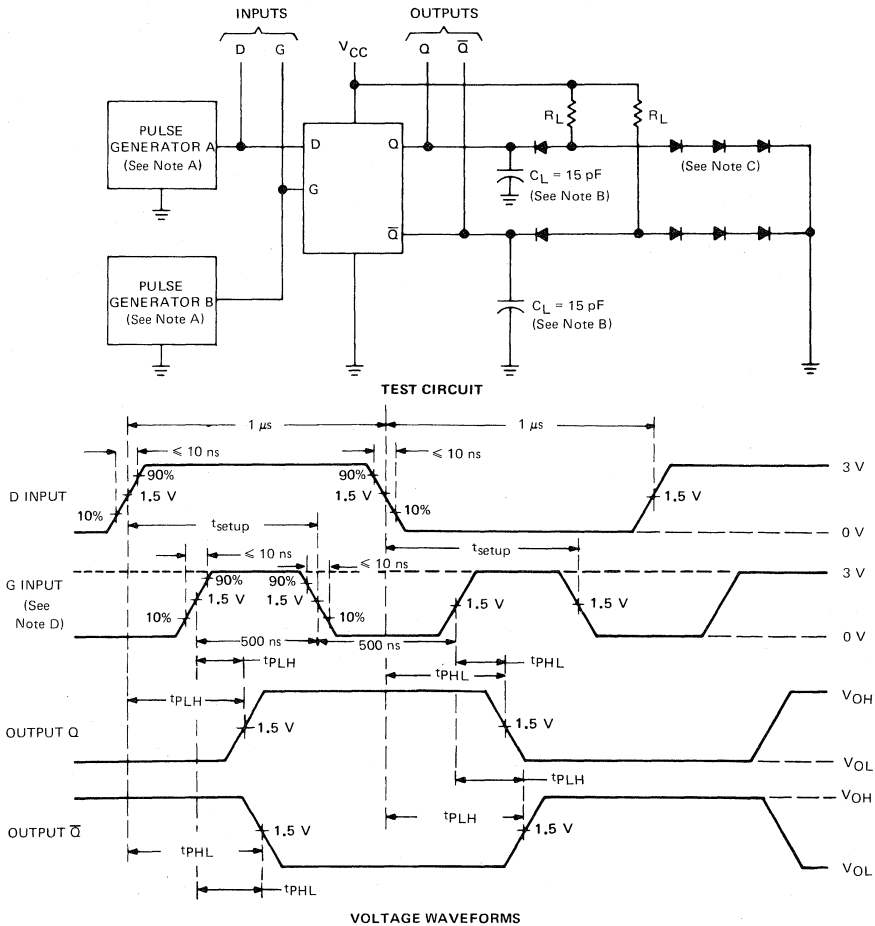 INPUTS
OUTPUTS
D G
VCC
Q Q̅
PULSE
GENERATOR A
(See Note A)
D
Q
G
Q̅
RL
RL
CL = 15 pF
(See Note B)
(See Note C)
PULSE
GENERATOR B
(See Note A)
CL = 15 pF
(See Note B)
TEST CIRCUIT
1 μs
1 μs
≤ 10 ns
≤ 10 ns
D INPUT
90%
1.5 V
10%
90%
1.5 V
10%
1.5 V
3 V
0 V
tsetup
tsetup
≤ 10 ns
≤ 10 ns
G INPUT
(See
Note D)
90%
1.5 V
10%
90%
1.5 V
10%
1.5 V
1.5 V
3 V
0 V
500 ns
500 ns
tPLH
tPHL
tPLH
tPHL
OUTPUT Q
1.5 V
1.5 V
VOH
VOL
tPLH
tPLH
OUTPUT Q̅
1.5 V
1.5 V
VOH
VOL
tPHL
tPHL
VOLTAGE WAVEFORMS